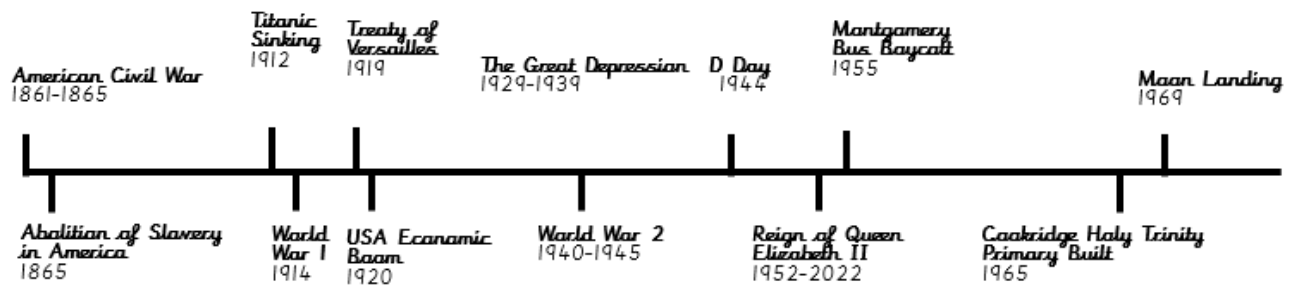 Titanic
Sinking
1912
Treaty of
Versailles
1919
Montgomery
Bus Boycott
1955
American Civil War
1861-1865
The Great Depression
1929-1939
D Day
1944
Moon Landing
1969
Abolition of Slavery
in America
1865
World
War 1
1914
USA Economic
Boom
1920
World War 2
1940-1945
Reign of Queen
Elizabeth II
1952-2022
Cookridge Holy Trinity
Primary Built
1965